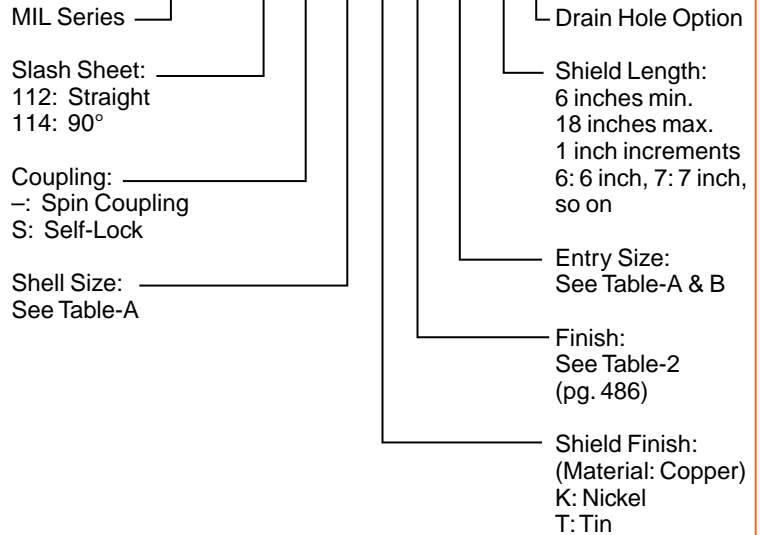 MIL Series
Slash Sheet:
112: Straight
114: 90°
Coupling:
–: Spin Coupling
S: Self-Lock
Shell Size:
See Table-A
Drain Hole Option
Shield Length:
6 inches min.
18 inches max.
1 inch increments
6: 6 inch, 7: 7 inch,
so on
Entry Size:
See Table-A & B
Finish:
See Table-2
(pg. 486)
Shield Finish:
(Material: Copper)
K: Nickel
T: Tin